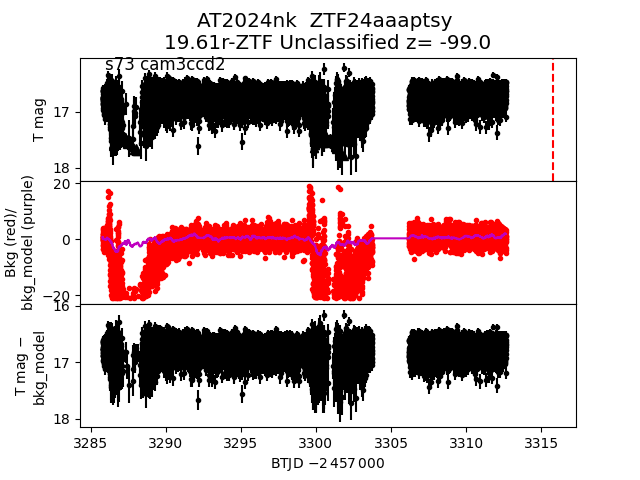 AT2024nk  ZTF24aaaptsy
19.61r-ZTF Unclassified z= -99.0
s73 cam3ccd2
T mag
17
18
Bkg (red)/
bkg_model (purple)
20
0
−20
T mag −
bkg_model
16
17
18
3285 3290 3295 3300 3305 3310 3315
BTJD −2 457 000